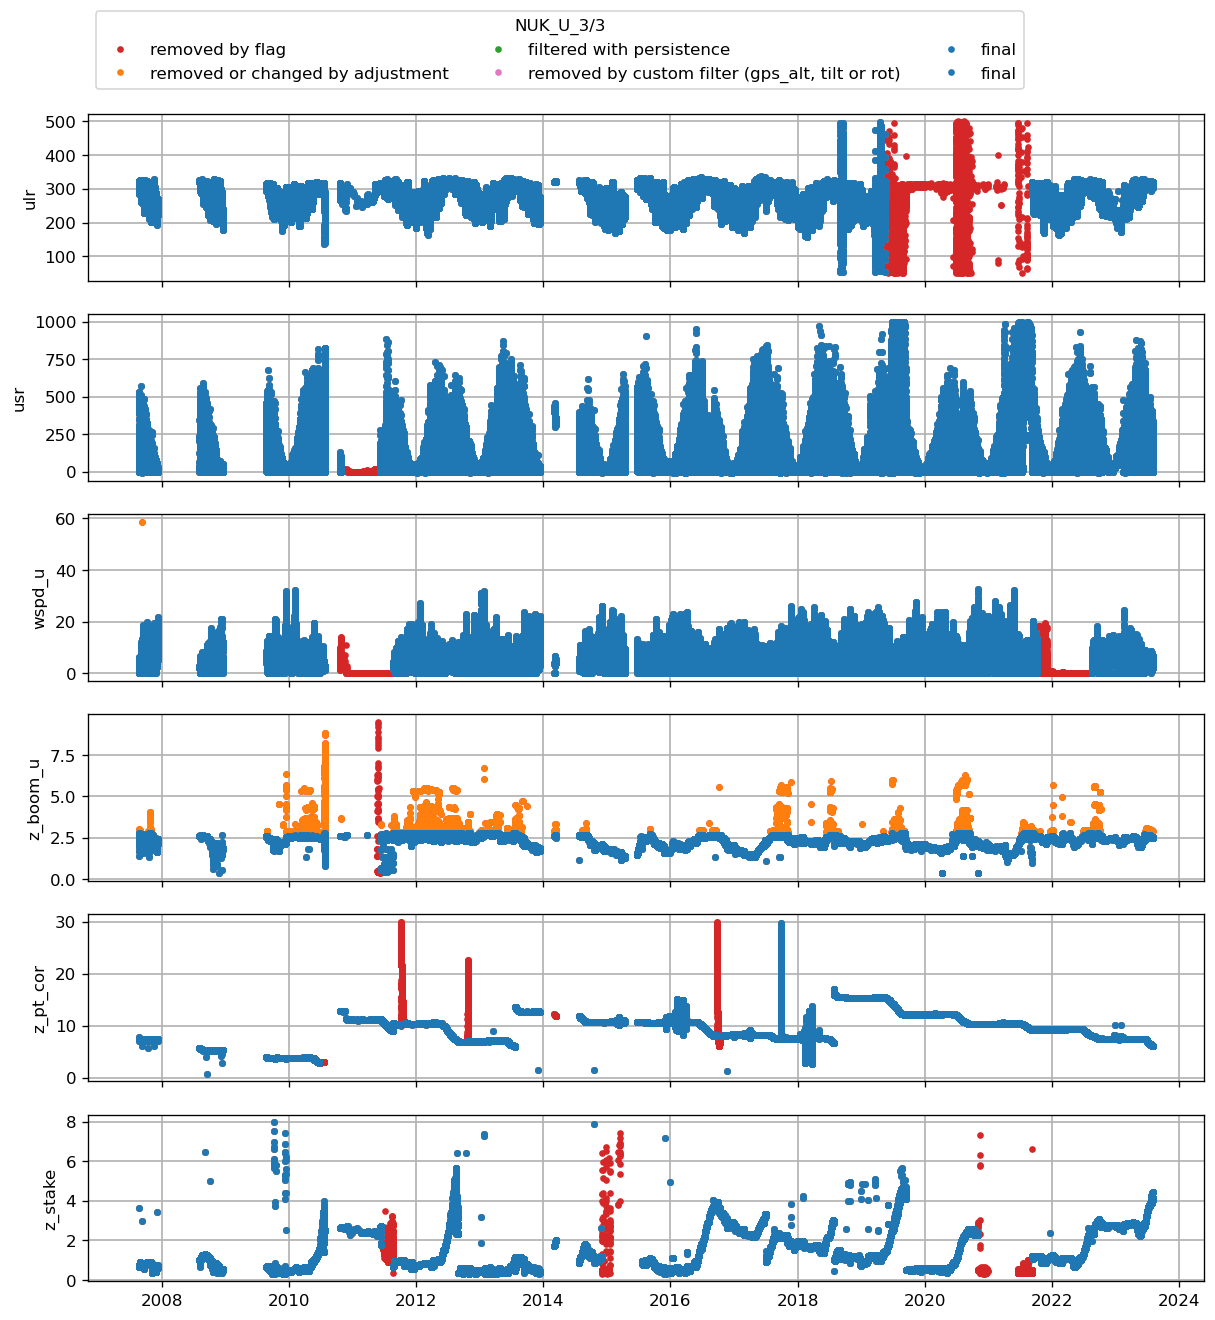 NUK_U_3/3
removed by flag filtered with persistence final
removed or changed by adjustment removed by custom filter (gps_alt, tilt or rot) final
500
400
300
200
100
ulr
1000
750
500
250
0
usr
60
40
20
0
wspd_u
7.5
5.0
2.5
0.0
z_boom_u
30
20
10
0
z_pt_cor
8
6
4
2
0
z_stake
2008 2010 2012 2014 2016 2018 2020 2022 2024